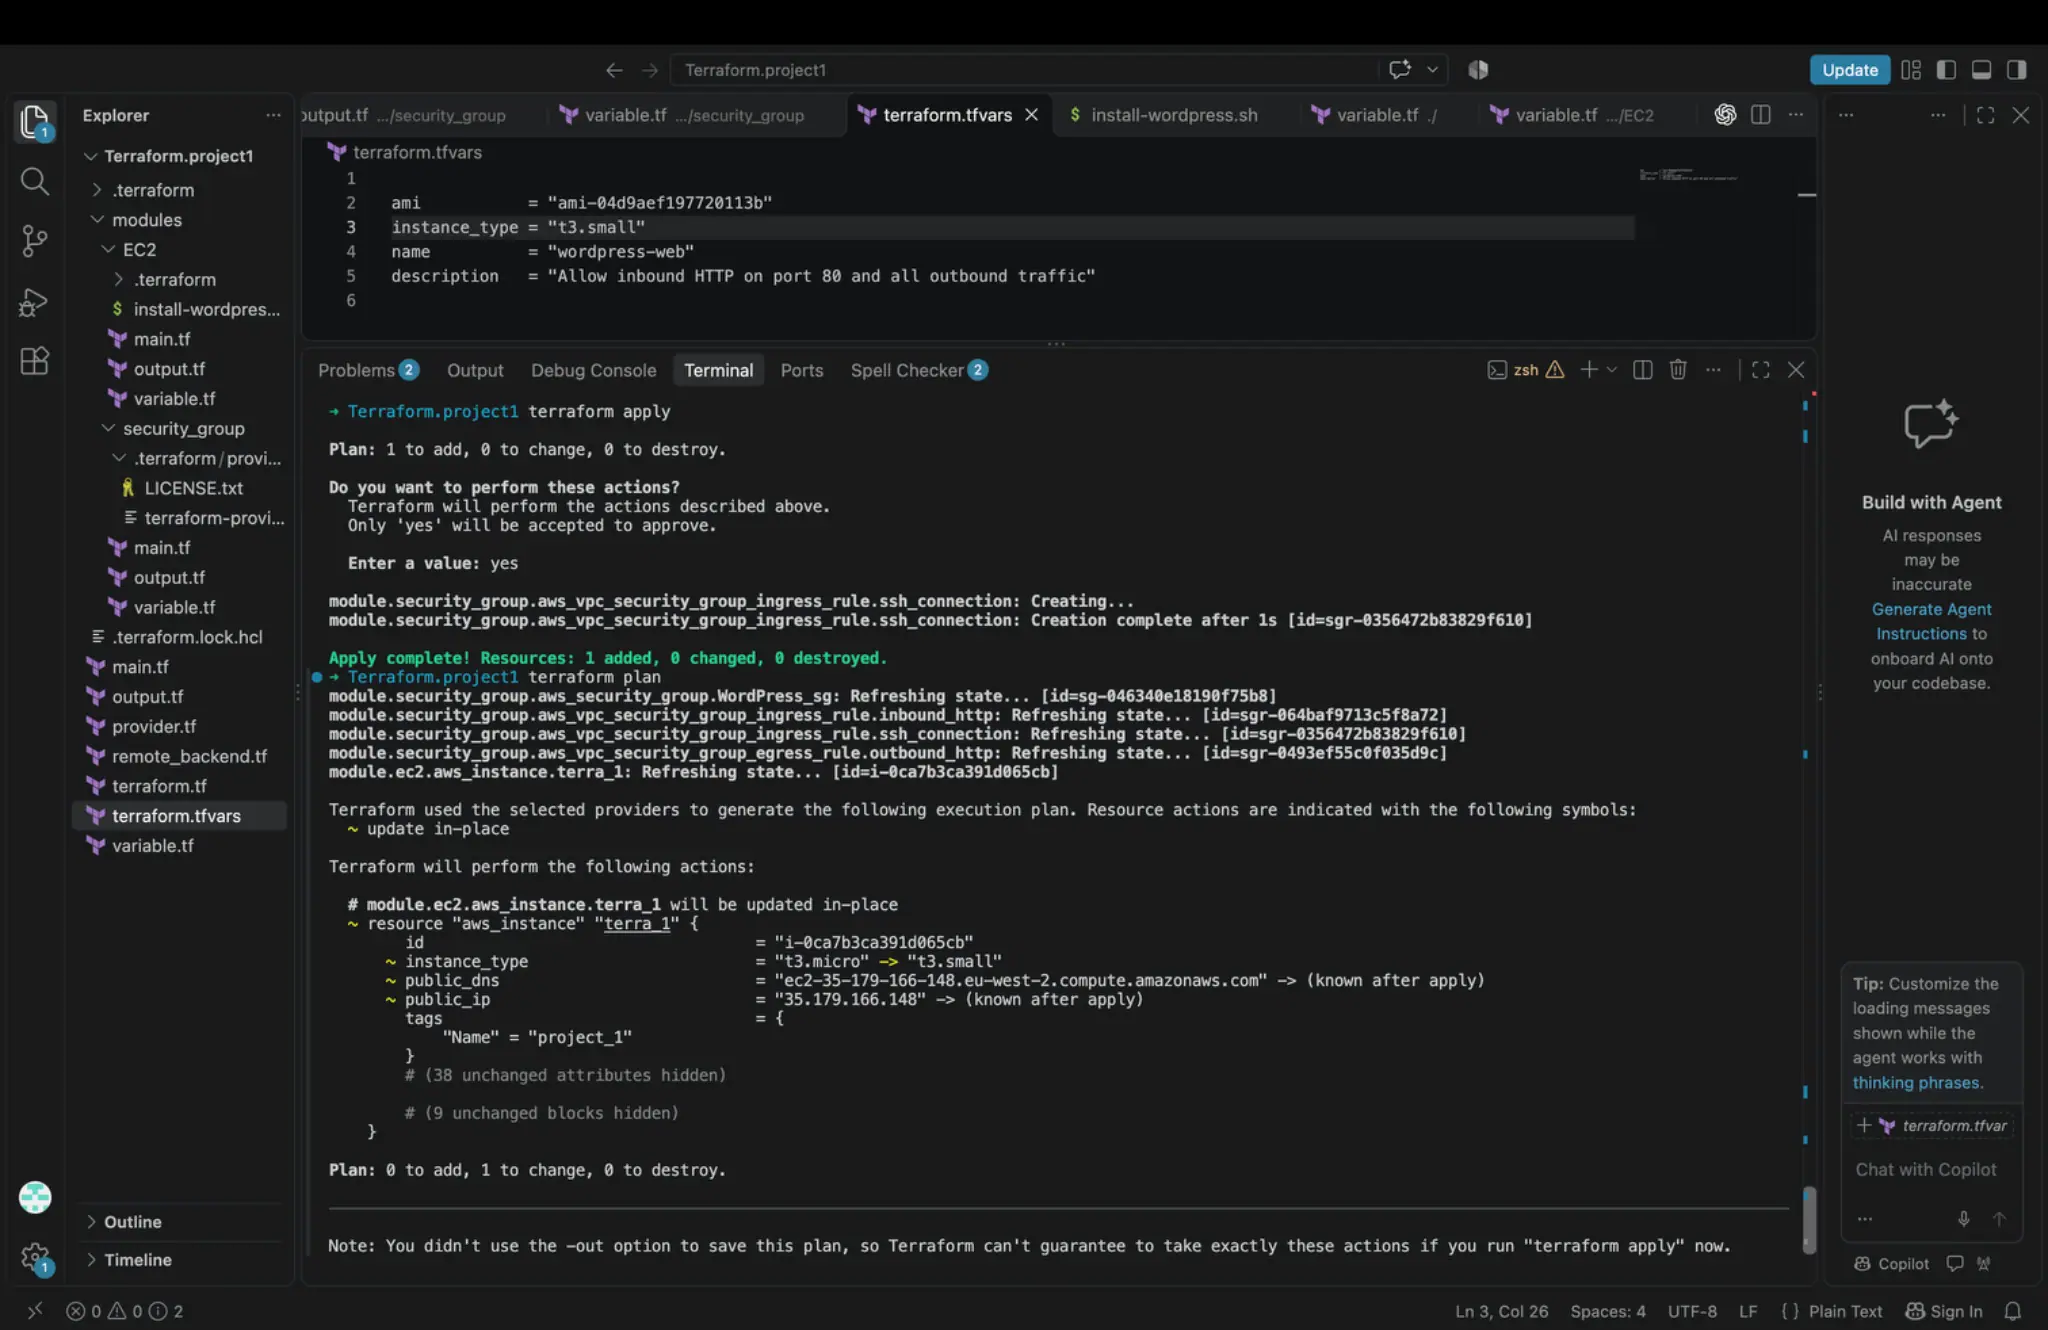 Terraform.project1
Update
Explorer
Terraform.project1
.terraform
modules
EC2
.terraform
install-wordpres...
main.tf
output.tf
variable.tf
security_group
.terraform/provi...
LICENSE.txt
terraform-provi...
main.tf
output.tf
variable.tf
.terraform.lock.hcl
main.tf
output.tf
provider.tf
remote_backend.tf
terraform.tf
terraform.tfvars
variable.tf
Outline
Timeline
output.tf .../security_group variable.tf .../security_group terraform.tfvars install-wordpress.sh variable.tf ./ variable.tf .../EC2
terraform.tfvars
1
2 ami = "ami-04d9aef197720113b"
3 instance_type = "t3.small"
4 name = "wordpress-web"
5 description = "Allow inbound HTTP on port 80 and all outbound traffic"
6
Problems 2 Output Debug Console Terminal Ports Spell Checker 2 zsh
→ Terraform.project1 terraform apply
Plan: 1 to add, 0 to change, 0 to destroy.
Do you want to perform these actions?
Terraform will perform the actions described above.
Only 'yes' will be accepted to approve.
Enter a value: yes
module.security_group.aws_vpc_security_group_ingress_rule.ssh_connection: Creating...
module.security_group.aws_vpc_security_group_ingress_rule.ssh_connection: Creation complete after 1s [id=sgr-0356472b83829f610]
Apply complete! Resources: 1 added, 0 changed, 0 destroyed.
→ Terraform.project1 terraform plan
module.security_group.aws_security_group.WordPress_sg: Refreshing state... [id=sg-046340e18190f75b8]
module.security_group.aws_vpc_security_group_ingress_rule.inbound_http: Refreshing state... [id=sgr-064baf9713c5f8a72]
module.security_group.aws_vpc_security_group_ingress_rule.ssh_connection: Refreshing state... [id=sgr-0356472b83829f610]
module.security_group.aws_vpc_security_group_egress_rule.outbound_http: Refreshing state... [id=sgr-0493ef55c0f035d9c]
module.ec2.aws_instance.terra_1: Refreshing state... [id=i-0ca7b3ca391d065cb]
Terraform used the selected providers to generate the following execution plan. Resource actions are indicated with the following symbols:
~ update in-place
Terraform will perform the following actions:
# module.ec2.aws_instance.terra_1 will be updated in-place
~ resource "aws_instance" "terra_1" {
id = "i-0ca7b3ca391d065cb"
~ instance_type = "t3.micro" -> "t3.small"
~ public_dns = "ec2-35-179-166-148.eu-west-2.compute.amazonaws.com" -> (known after apply)
~ public_ip = "35.179.166.148" -> (known after apply)
tags = {
"Name" = "project_1"
}
# (38 unchanged attributes hidden)
# (9 unchanged blocks hidden)
}
Plan: 0 to add, 1 to change, 0 to destroy.
Note: You didn't use the -out option to save this plan, so Terraform can't guarantee to take exactly these actions if you run "terraform apply" now.
Build with Agent
AI responses
may be
inaccurate
Generate Agent
Instructions to
onboard AI onto
your codebase.
Tip: Customize the
loading messages
shown while the
agent works with
thinking phrases.
terraform.tfvar
Chat with Copilot
Copilot
0 0 2 Ln 3, Col 26 Spaces: 4 UTF-8 LF {} Plain Text Sign In